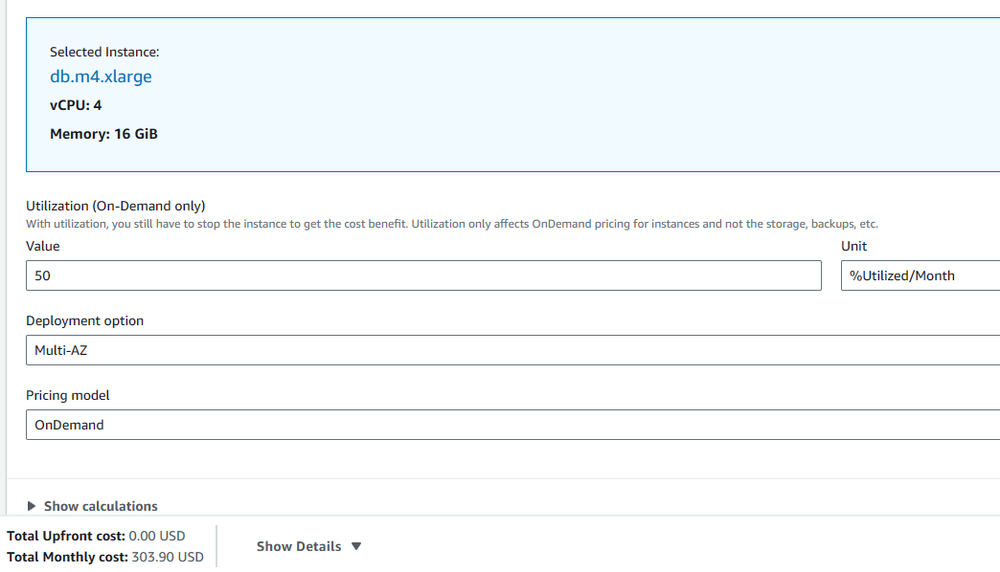 Selected Instance:
db.m4.xlarge
vCPU: 4
Memory: 16 GiB
Utilization (On-Demand only)
With utilization, you still have to stop the instance to get the cost benefit. Utilization only affects OnDemand pricing for instances and not the storage, backups, etc.
Value
Unit
50
%Utilized/Month
Deployment option
Multi-AZ
Pricing model
OnDemand
Show calculations
Total Upfront cost: 0.00 USD
Total Monthly cost: 303.90 USD
Show Details